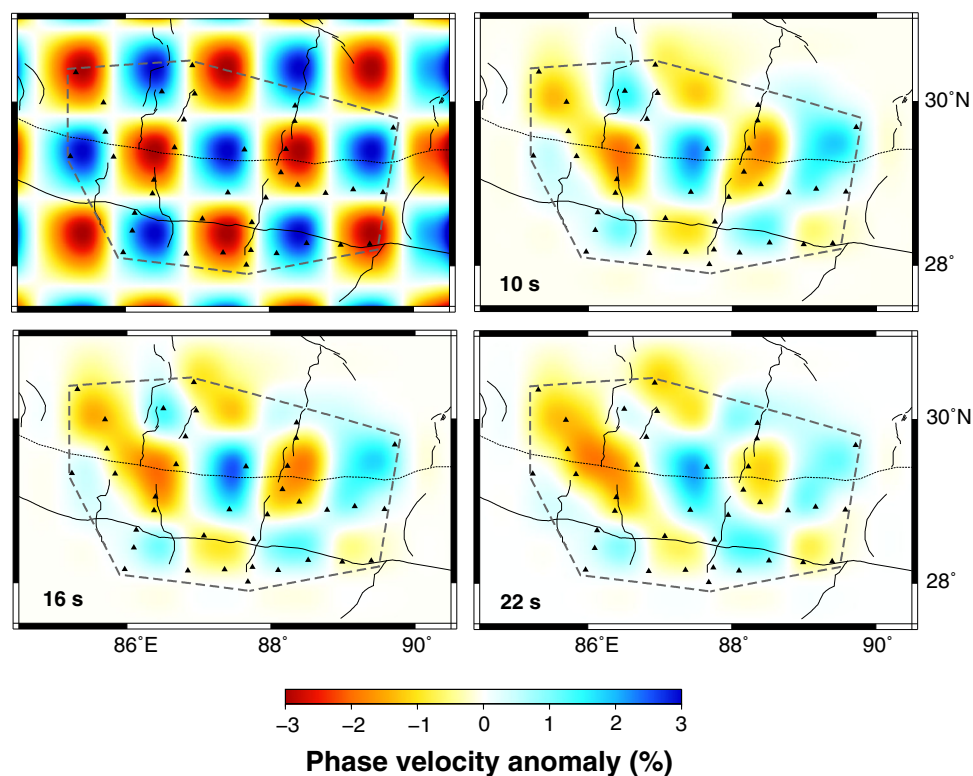 30˚N
10 s
28˚
16 s
22 s
30˚
28˚
86˚E 88˚ 90˚ 86˚ 88˚ 90˚
−3 −2 −1 0 1 2 3
Phase velocity anomaly (%)